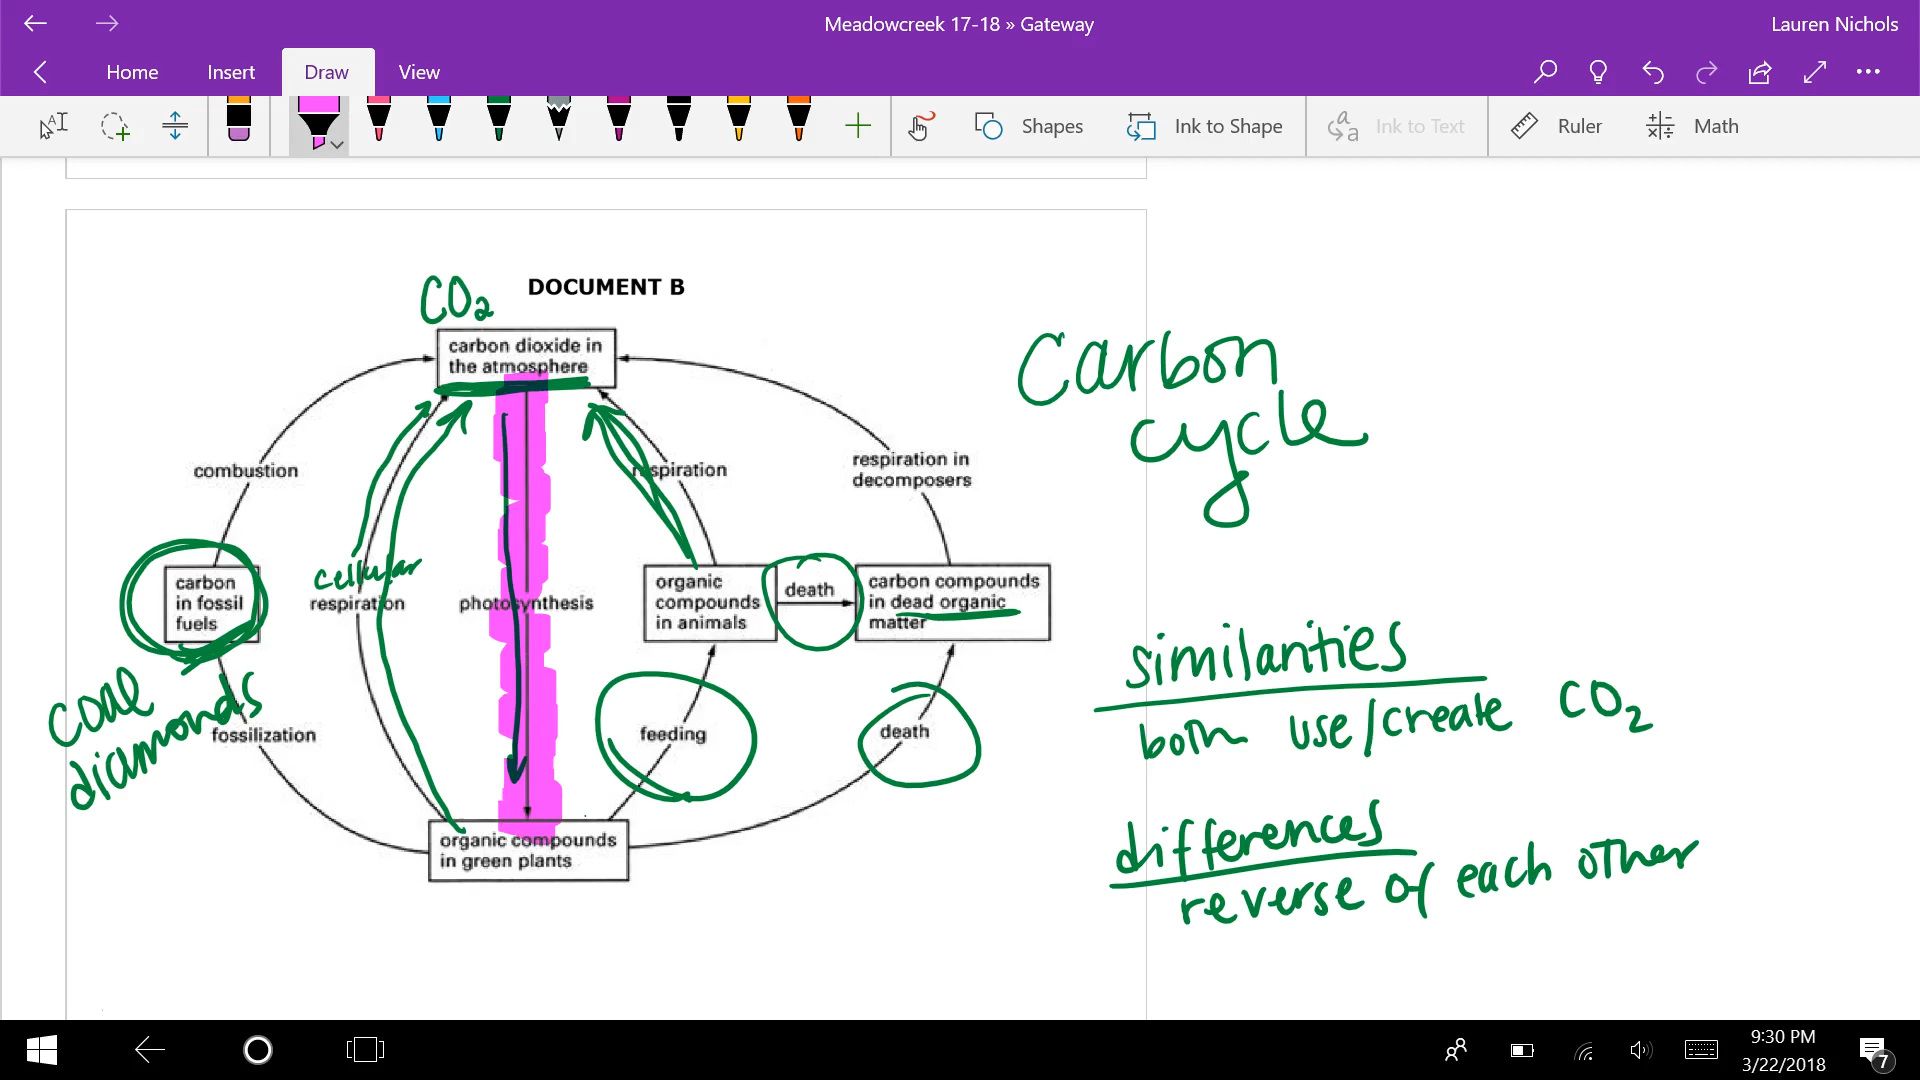 Meadowcreek 17-18 » Gateway
Lauren Nichols
Home
Insert
Draw
View
Shapes
Ink to Shape
Ink to Text
Ruler
Math
CO₂
DOCUMENT B
carbon dioxide in
the atmosphere
Carbon
cycle
combustion
respiration
respiration in
decomposers
carbon
in fossil
fuels
cellular
respiration
photosynthesis
organic
compounds
in animals
death
carbon compounds
in dead organic
matter
coal
diamonds
fossilization
feeding
death
organic compounds
in green plants
similarities
both use/create CO₂
differences
reverse of each other
9:30 PM
3/22/2018
7